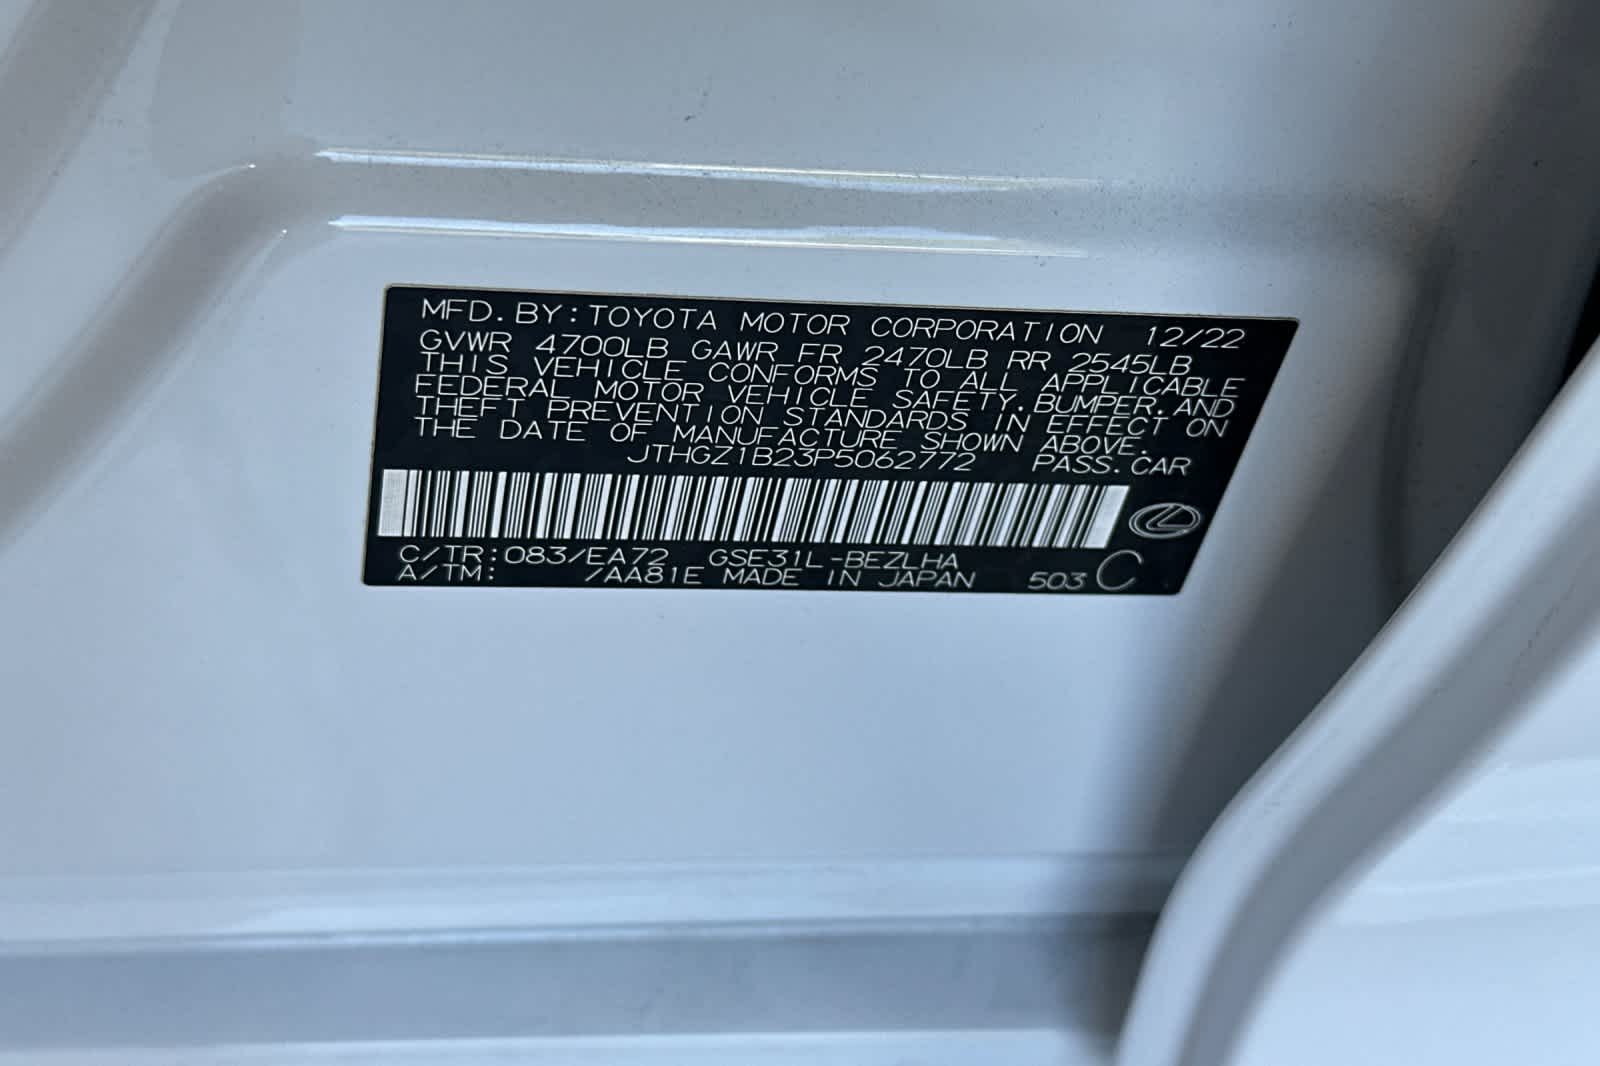 MFD. BY: TOYOTA MOTOR CORPORATION 12/22
GVWR 4700LB GAWR FR 2470LB RR 2545LB
THIS VEHICLE CONFORMS TO ALL APPLICABLE
FEDERAL MOTOR VEHICLE SAFETY, BUMPER, AND
THEFT PREVENTION STANDARDS IN EFFECT ON
THE DATE OF MANUFACTURE SHOWN ABOVE.
JTHGZ1B23P5062772 PASS. CAR
C/TR: 083/EA72 GSE31L-BEZLHA
A/TM: /AA81E MADE IN JAPAN 503 C